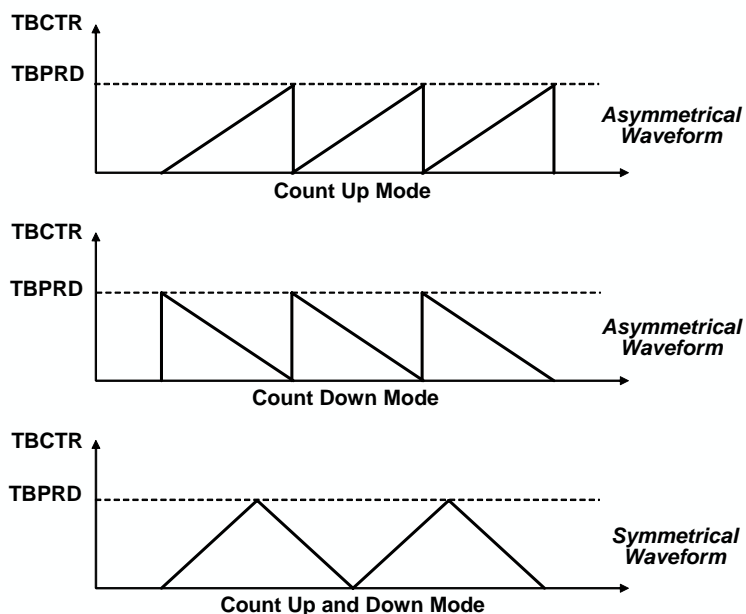 TBCTR
TBPRD
Asymmetrical
Waveform
Count Up Mode
TBCTR
TBPRD
Asymmetrical
Waveform
Count Down Mode
TBCTR
TBPRD
Symmetrical
Waveform
Count Up and Down Mode